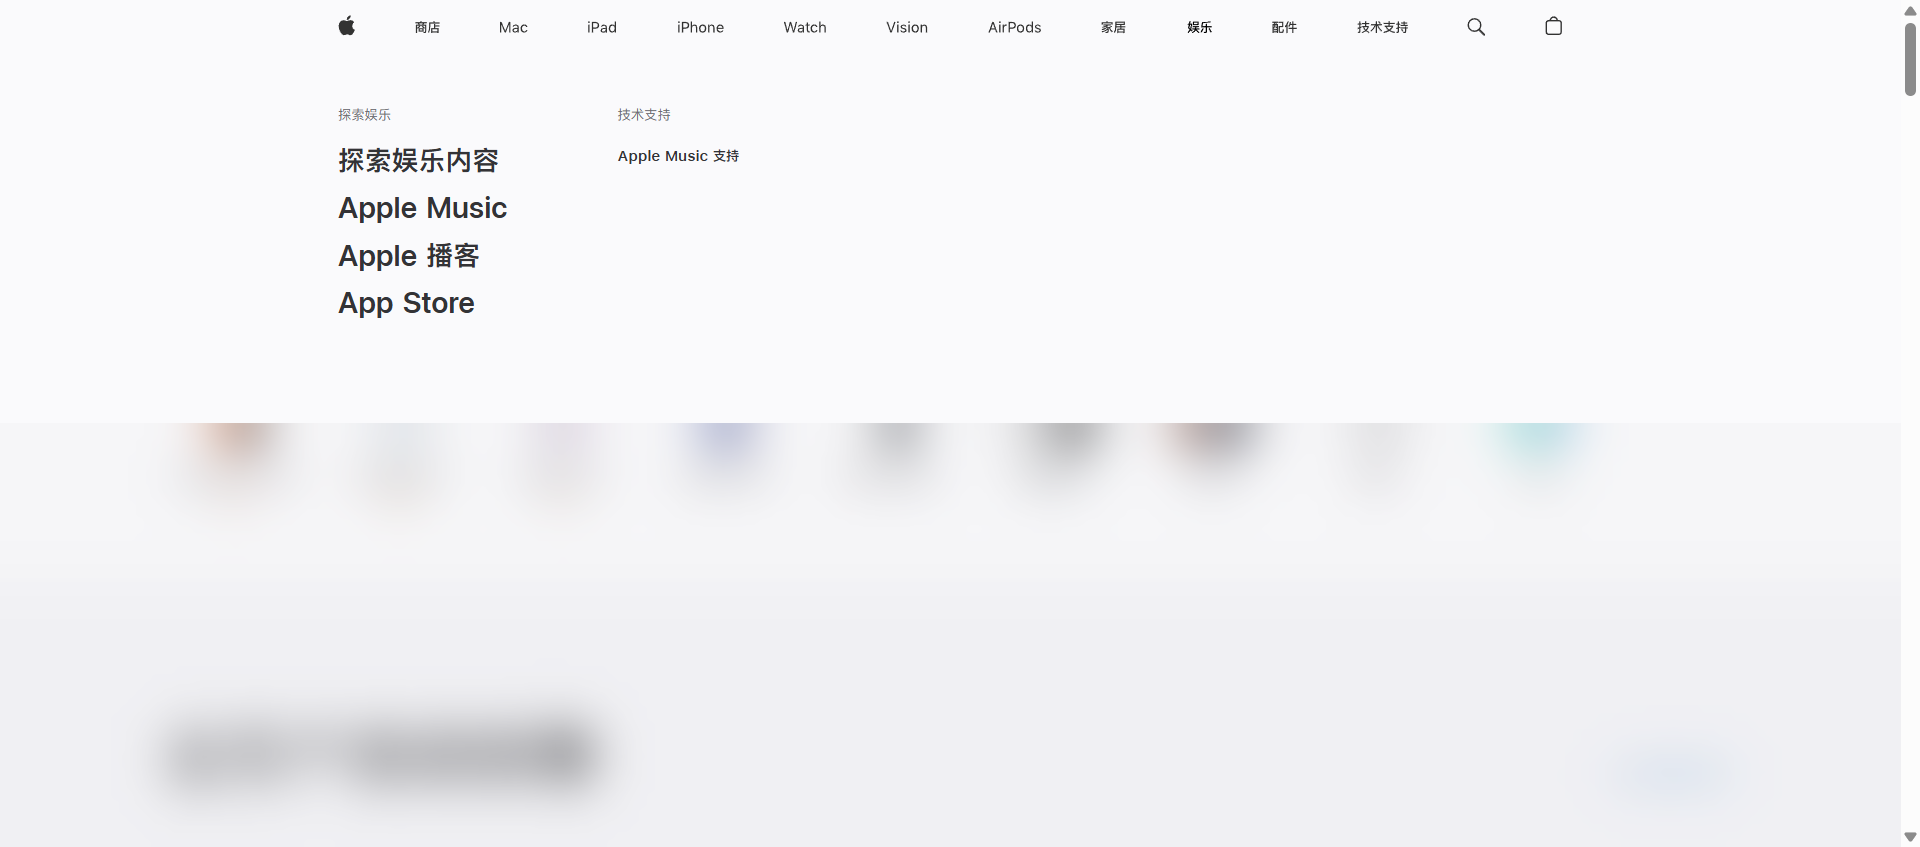 商店 Mac iPad iPhone Watch Vision AirPods 家居 娱乐 配件 技术支持
探索娱乐
探索娱乐内容
Apple Music
Apple 播客
App Store
技术支持
Apple Music 支持